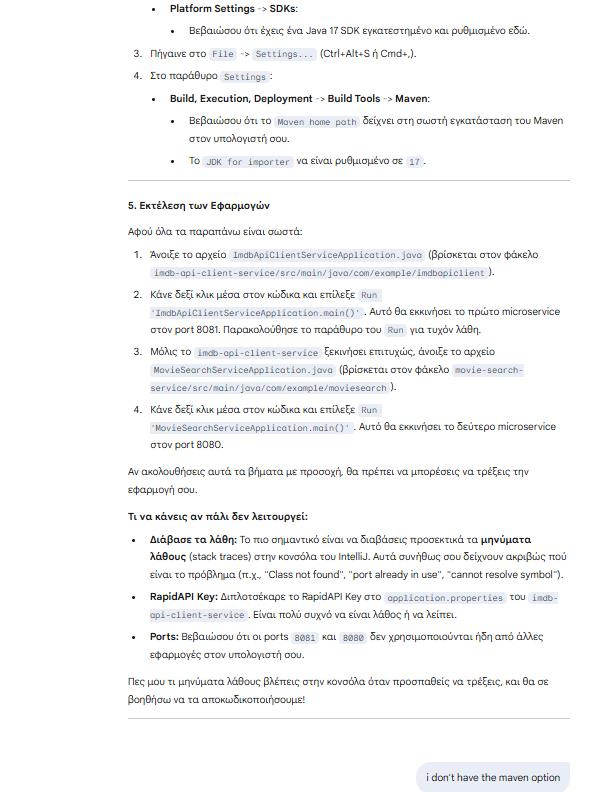 Platform Settings -> SDKs:
Βεβαιώσου ότι έχεις ένα Java 17 SDK εγκατεστημένο και ρυθμισμένο εδώ.
3. Πήγαινε στο File -> Settings... (Ctrl+Alt+S ή Cmd+,).
4. Στο παράθυρο Settings:
Build, Execution, Deployment -> Build Tools -> Maven:
Βεβαιώσου ότι το Maven home path δείχνει στη σωστή εγκατάσταση του Maven
στον υπολογιστή σου.
Το JDK for importer να είναι ρυθμισμένο σε 17.
5. Εκτέλεση των Εφαρμογών
Αφού όλα τα παραπάνω είναι σωστά:
1. Άνοιξε το αρχείο ImdbApiClientServiceApplication.java (βρίσκεται στον φάκελο
imdb-api-client-service/src/main/java/com/example/imdbapiclient).
2. Κάνε δεξί κλικ μέσα στον κώδικα και επίλεξε Run
'ImdbApiClientServiceApplication.main()'. Αυτό θα εκκινήσει το πρώτο microservice
στον port 8081. Παρακολούθησε το παράθυρο του Run για τυχόν λάθη.
3. Μόλις το imdb-api-client-service ξεκινήσει επιτυχώς, άνοιξε το αρχείο
MovieSearchServiceApplication.java (βρίσκεται στον φάκελο movie-search-
service/src/main/java/com/example/moviesearch).
4. Κάνε δεξί κλικ μέσα στον κώδικα και επίλεξε Run
'MovieSearchServiceApplication.main()'. Αυτό θα εκκινήσει το δεύτερο microservice
στον port 8080.
Αν ακολουθήσεις αυτά τα βήματα με προσοχή, θα πρέπει να μπορέσεις να τρέξεις την
εφαρμογή σου.
Τι να κάνεις αν πάλι δεν λειτουργεί:
Διάβασε τα λάθη: Το πιο σημαντικό είναι να διαβάσεις προσεκτικά τα μηνύματα
λάθους (stack traces) στην κονσόλα του IntelliJ. Αυτά συνήθως σου δείχνουν ακριβώς πού
είναι το πρόβλημα (π.χ., "Class not found", "port already in use", "cannot resolve symbol").
RapidAPI Key: Διπλοτσέκαρε το RapidAPI Key στο application.properties του imdb-
api-client-service. Είναι πολύ συχνό να είναι λάθος ή να λείπει.
Ports: Βεβαιώσου ότι οι ports 8081 και 8080 δεν χρησιμοποιούνται ήδη από άλλες
εφαρμογές στον υπολογιστή σου.
Πες μου τι μηνύματα λάθους βλέπεις στην κονσόλα όταν προσπαθείς να τρέξεις, και θα σε
βοηθήσω να τα αποκωδικοποιήσουμε!
i don't have the maven option